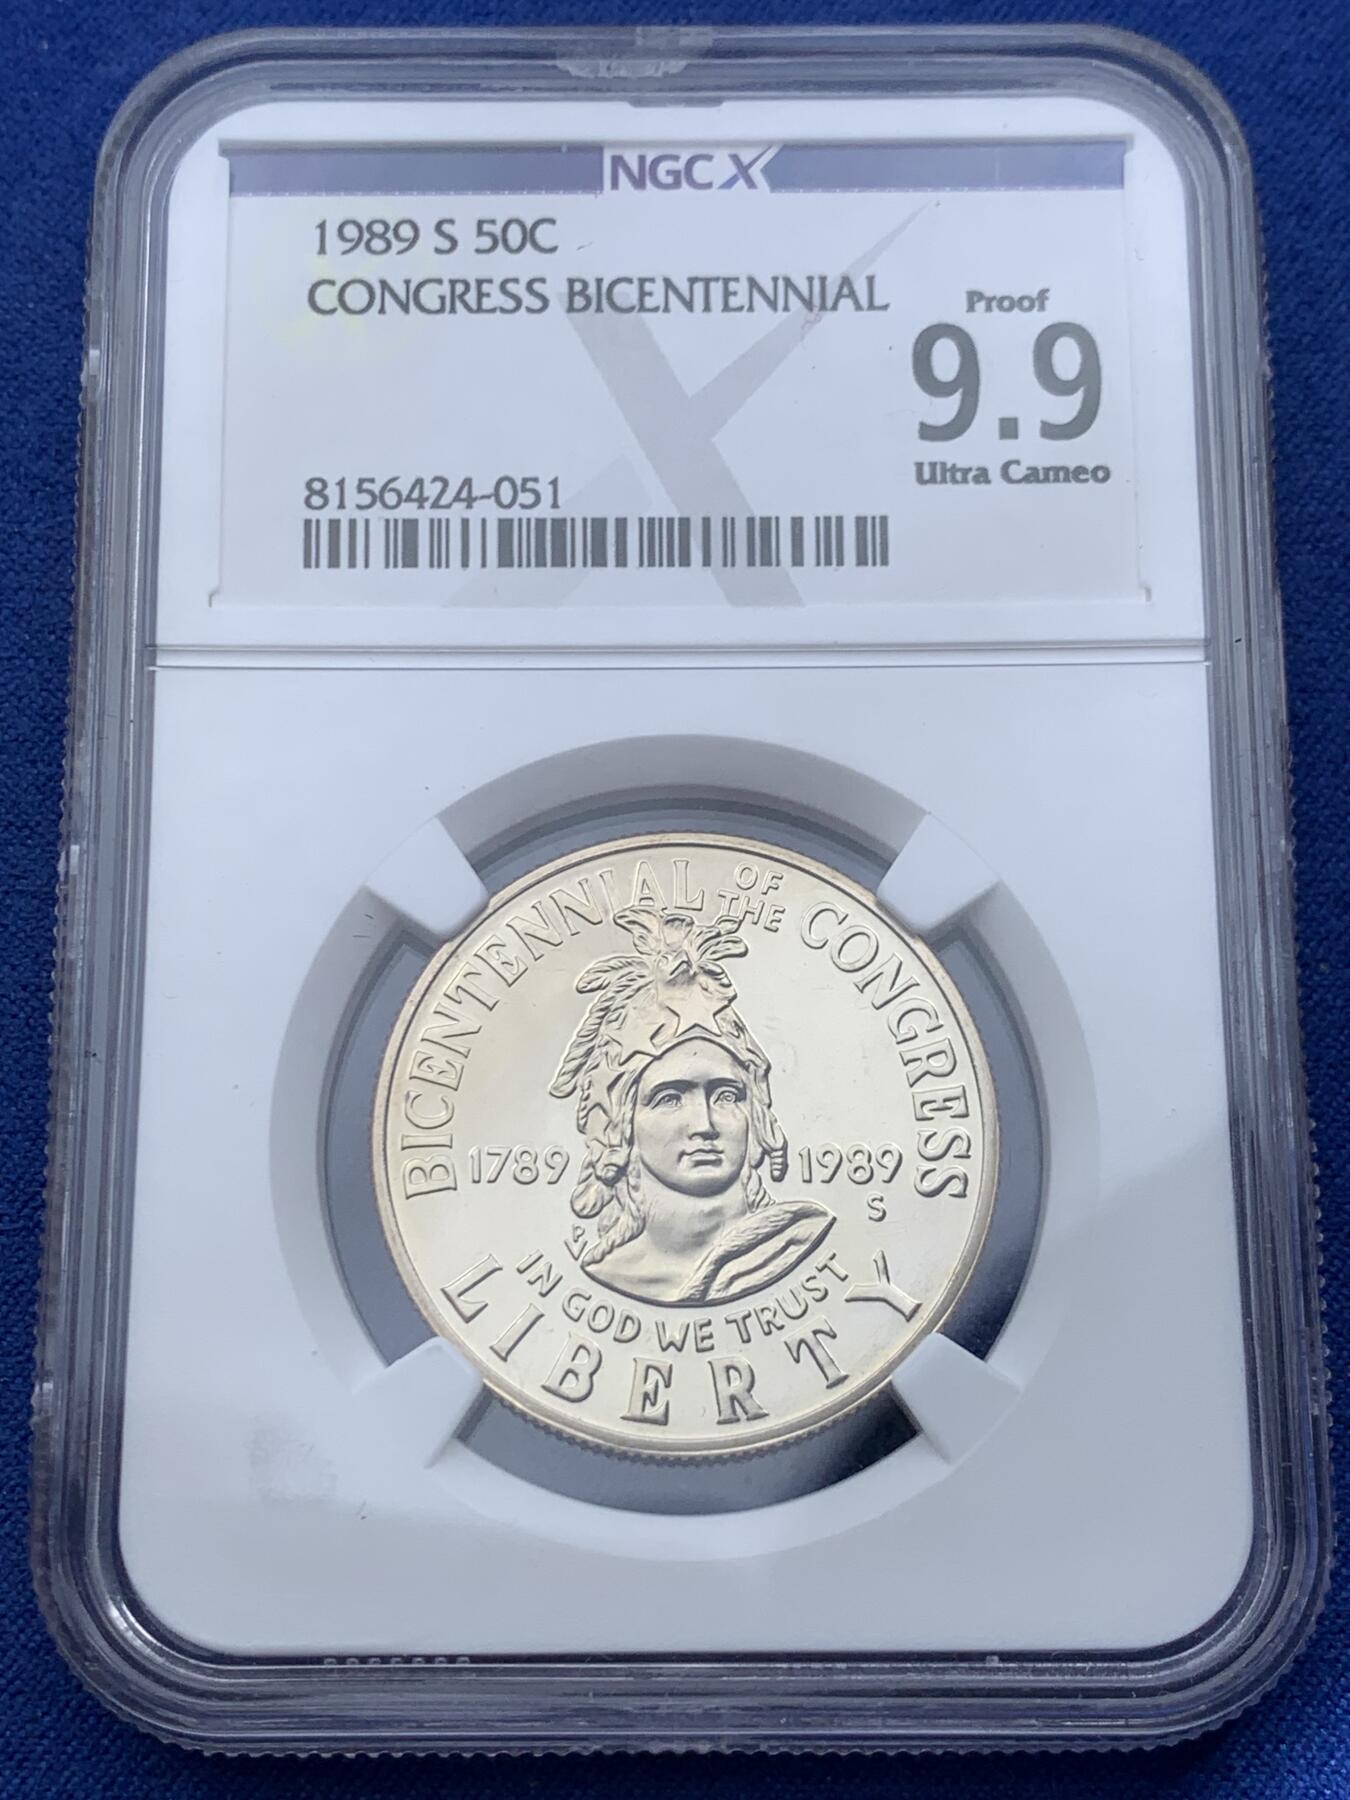 NGCX
1989 S 50C
CONGRESS BICENTENNIAL
Proof
9.9
Ultra Cameo
8156424-051
BICENTENNIAL OF THE CONGRESS
1789 1989
S
IN GOD WE TRUST
LIBERTY